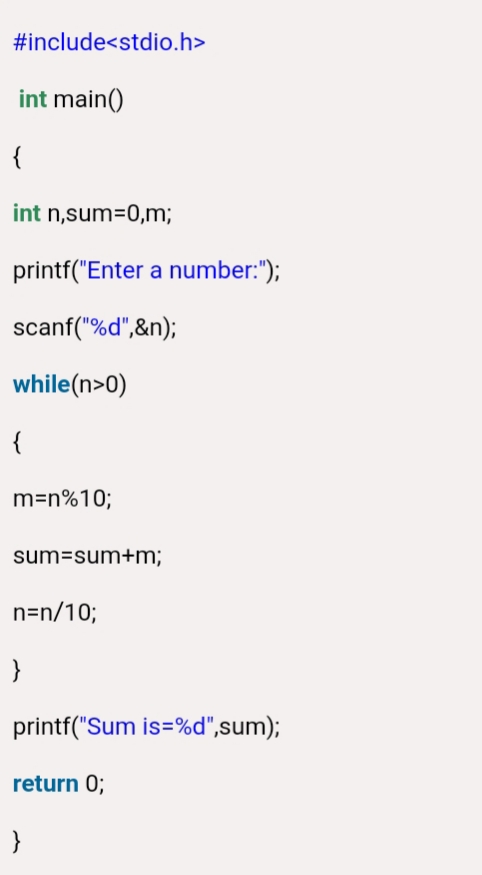 #include<stdio.h>
int main()
{
int n,sum=0,m;
printf("Enter a number:");
scanf("%d",&n);
while(n>0)
{
m=n%10;
sum=sum+m;
n=n/10;
}
printf("Sum is=%d",sum);
return 0;
}